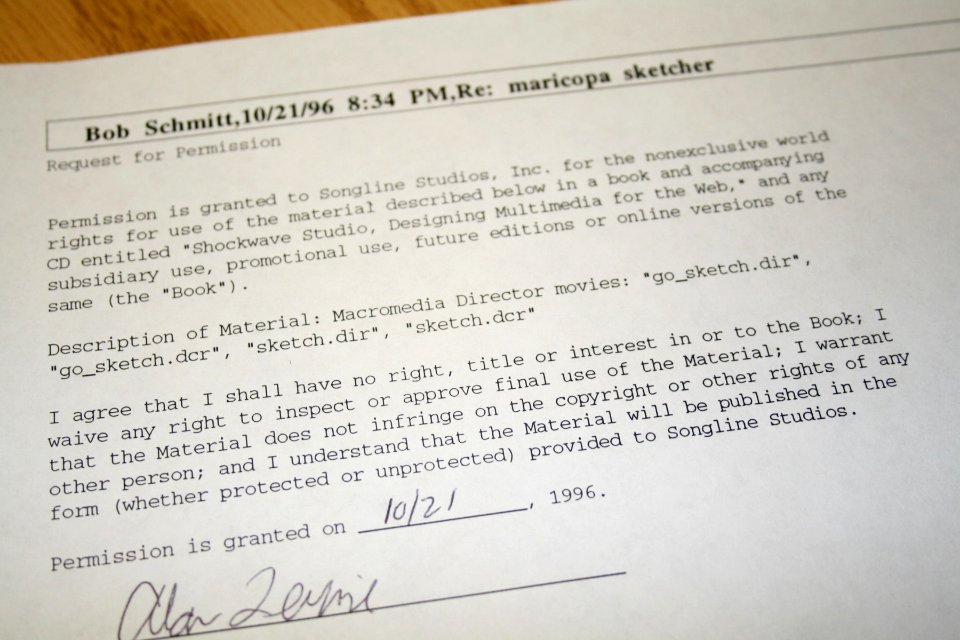 Bob Schmitt,10/21/96 8:34 PM,Re: maricopa sketcher
Request for Permission
Permission is granted to Songline Studios, Inc. for the nonexclusive world
rights for use of the material described below in a book and accompanying
CD entitled "Shockwave Studio, Designing Multimedia for the Web," and any
subsidiary use, promotional use, future editions or online versions of the
same (the "Book").
Description of Material: Macromedia Director movies: "go_sketch.dir",
"go_sketch.dcr", "sketch.dir", "sketch.dcr"
I agree that I shall have no right, title or interest in or to the Book; I
waive any right to inspect or approve final use of the Material; I warrant
that the Material does not infringe on the copyright or other rights of any
other person; and I understand that the Material will be published in the
form (whether protected or unprotected) provided to Songline Studios.
Permission is granted on 10/21, 1996.
Alan